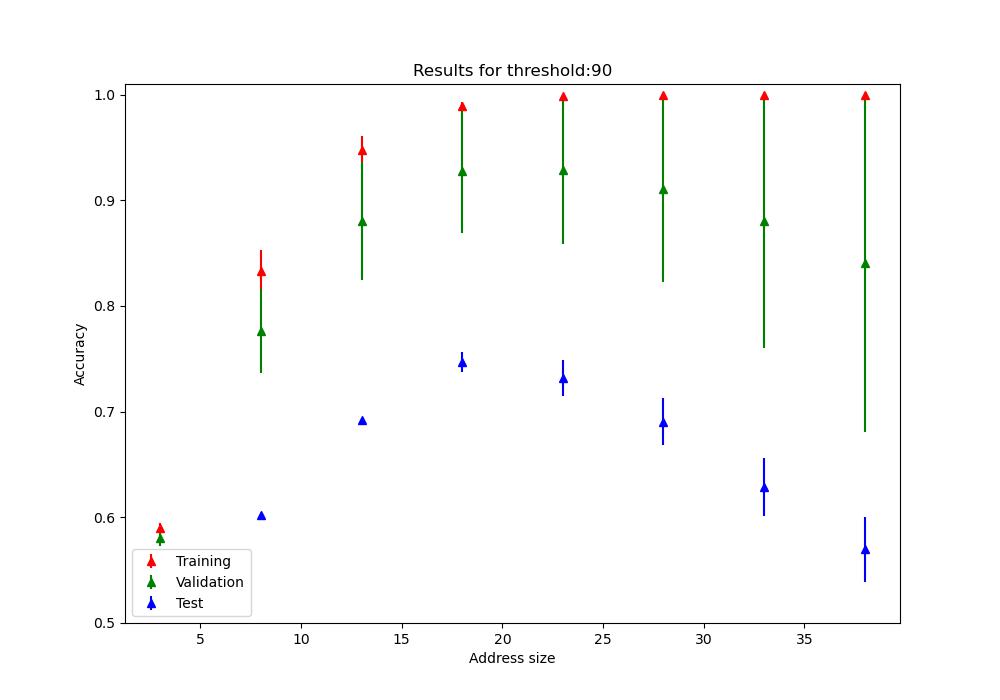 Results for threshold:90
1.0
0.9
0.8
0.7
0.6
0.5
Accuracy
Training
Validation
Test
5 10 15 20 25 30 35
Address size